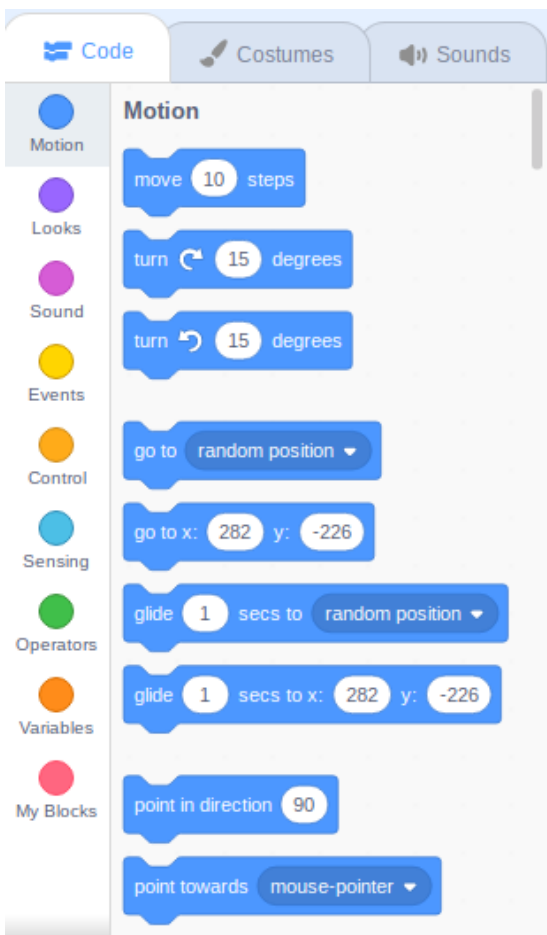 Code Costumes Sounds
Motion
Looks
Sound
Events
Control
Sensing
Operators
Variables
My Blocks
Motion
move 10 steps
turn 15 degrees
turn 15 degrees
go to random position
go to x: 282 y: -226
glide 1 secs to random position
glide 1 secs to x: 282 y: -226
point in direction 90
point towards mouse-pointer